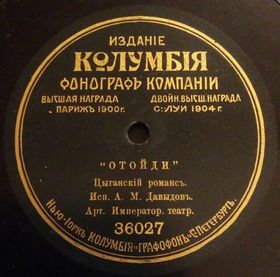 ИЗДАНІЕ
КОЛУМБІЯ
ФОНОГРАФЪ КОМПАНІИ
ВЫСШАЯ НАГРАДА
ПАРИЖЪ 1900г.
ДВОЙН. ВЫСШ. НАГРАДА
С: ЛУИ 1904 г.
"ОТОЙДИ"
Цыганскій романсъ.
Исп. А. М. Давыдовъ.
Арт. Император. театр.
36027
НЬЮ-ІОРКЪ КОЛУМБІЯ "ГРАФОФОНЪ" С.ПЕТЕРБУРГЪ.